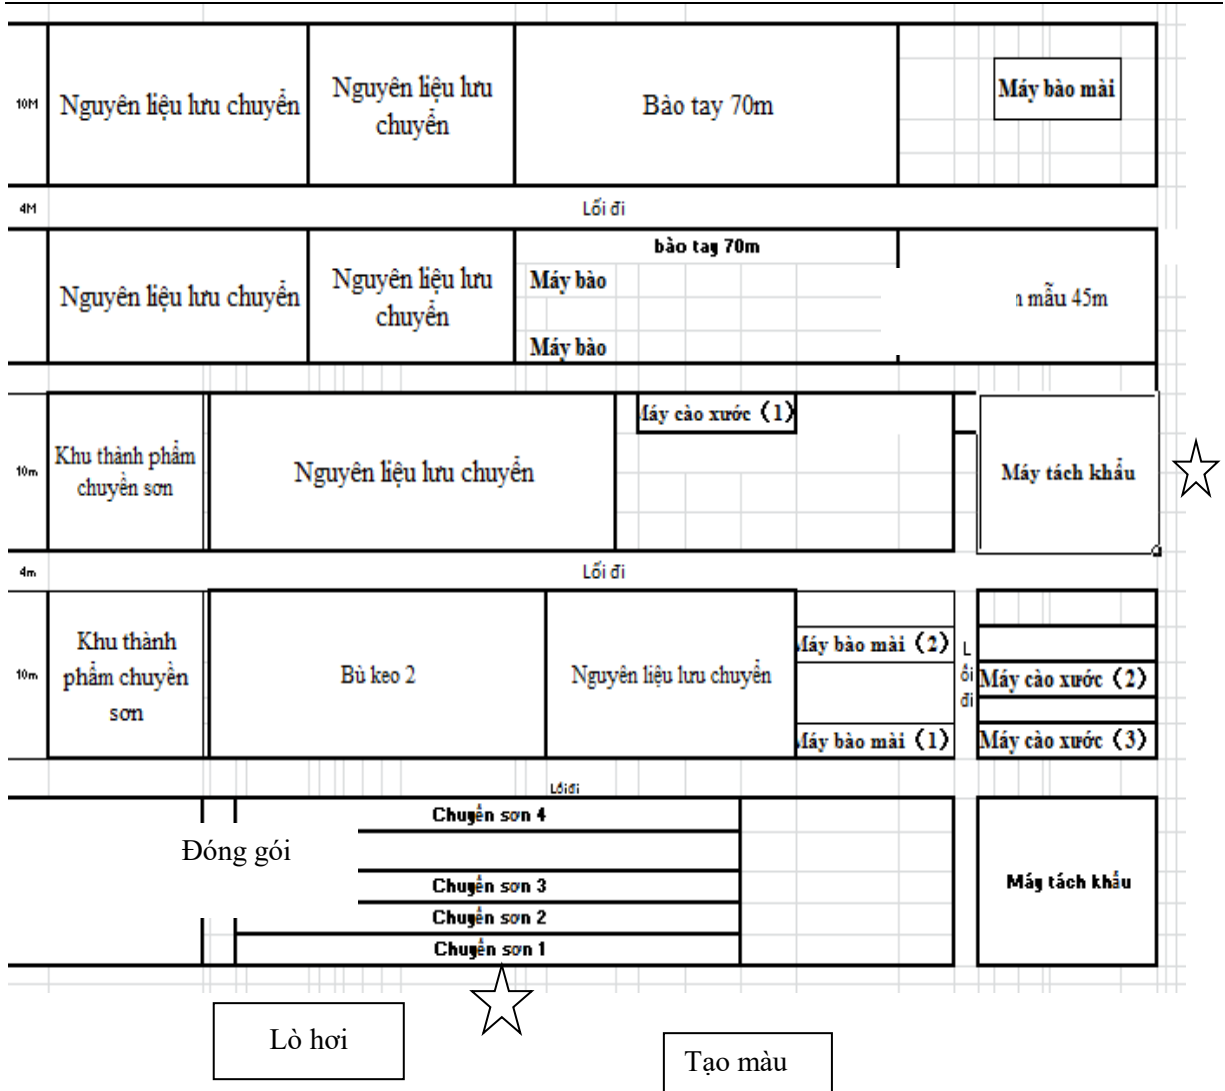 10M
Nguyên liệu lưu chuyển
Nguyên liệu lưu
chuyển
Bào tay 70m
Máy bào mài
4M
Lối đi
Nguyên liệu lưu chuyển
Nguyên liệu lưu
chuyển
bào tay 70m
Máy bào
Máy bào
mẫu 45m
10m
Khu thành phẩm
chuyền sơn
Nguyên liệu lưu chuyển
Máy cào xước (1)
Máy tách khẩu
4m
Lối đi
10m
Khu thành
phẩm chuyền
sơn
Bù keo 2
Nguyên liệu lưu chuyển
Máy bào mài (2)
Máy bào mài (1)
L
ối
đi
Máy cào xước (2)
Máy cào xước (3)
Lối đi
Chuyền sơn 4
Đóng gói
Chuyền sơn 3
Chuyền sơn 2
Chuyền sơn 1
Máy tách khẩu
Lò hơi
Tạo màu